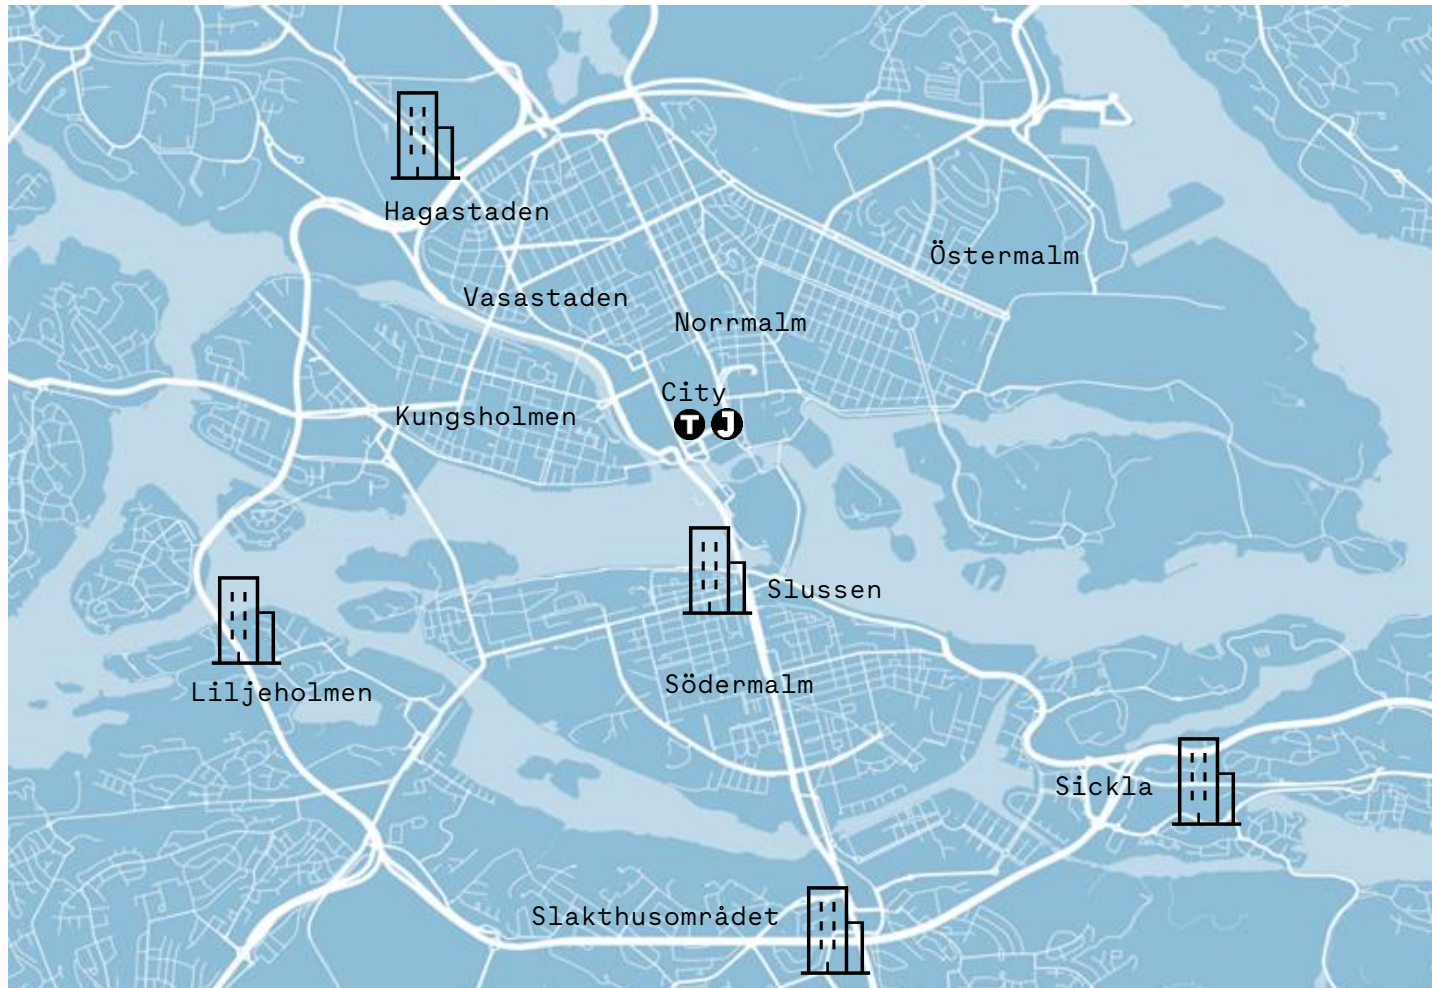 Hagastaden
Östermalm
Vasastaden
Norrmalm
City
T J
Kungsholmen
Slussen
Södermalm
Liljeholmen
Sickla
Slakthusområdet